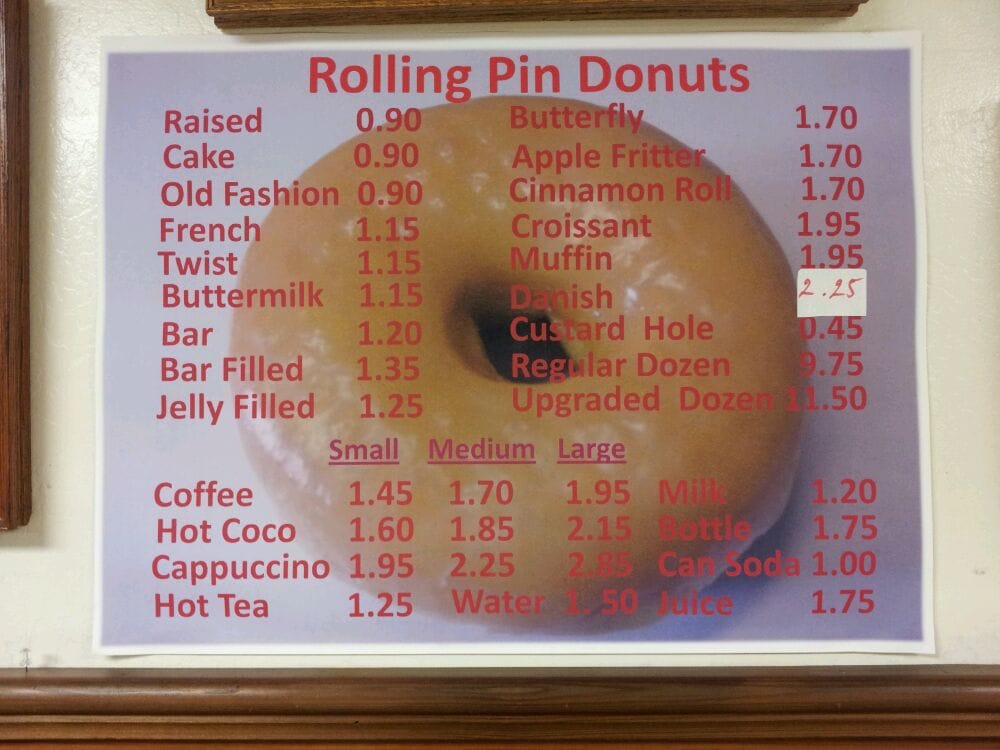 Rolling Pin Donuts
Raised 0.90
Cake 0.90
Old Fashion 0.90
French 1.15
Twist 1.15
Buttermilk 1.15
Bar 1.20
Bar Filled 1.35
Jelly Filled 1.25
Butterfly 1.70
Apple Fritter 1.70
Cinnamon Roll 1.70
Croissant 1.95
Muffin 1.95
Danish 2.25
Custard Hole 0.45
Regular Dozen 9.75
Upgraded Dozen 11.50
Small Medium Large
Coffee 1.45 1.70 1.95
Hot Coco 1.60 1.85 2.15
Cappuccino 1.95 2.25 2.85
Hot Tea 1.25
Water 1. 50
Milk 1.20
Bottle 1.75
Can Soda 1.00
Juice 1.75